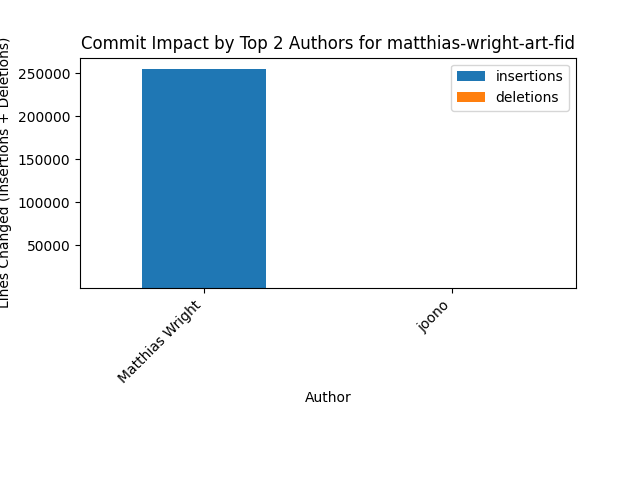 Commit Impact by Top 2 Authors for matthias-wright-art-fid
Lines Changed (Insertions + Deletions)
250000
200000
150000
100000
50000
insertions
deletions
Matthias Wright
joono
Author